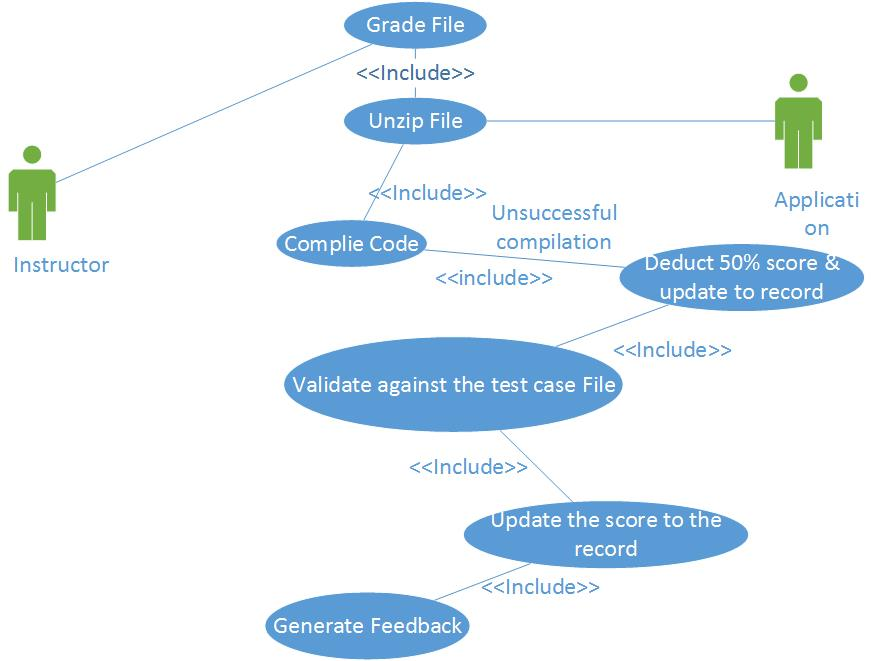 Grade File
<<Include>>
Unzip File
<<Include>>
Applicati
on
Unsuccessful
compilation
Instructor
Complie Code
<<include>>
Deduct 50% score &
update to record
<<Include>>
Validate against the test case File
<<Include>>
Update the score to the
record
<<Include>>
Generate Feedback